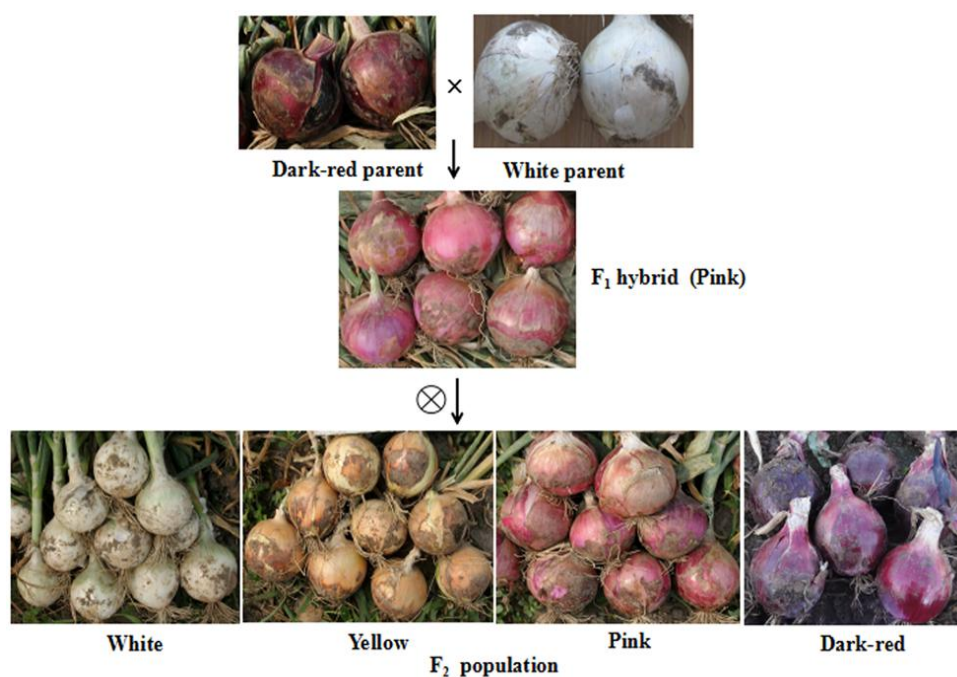 ×
Dark-red parent
White parent
F₁ hybrid (Pink)
White
Yellow
Pink
Dark-red
F₂ population